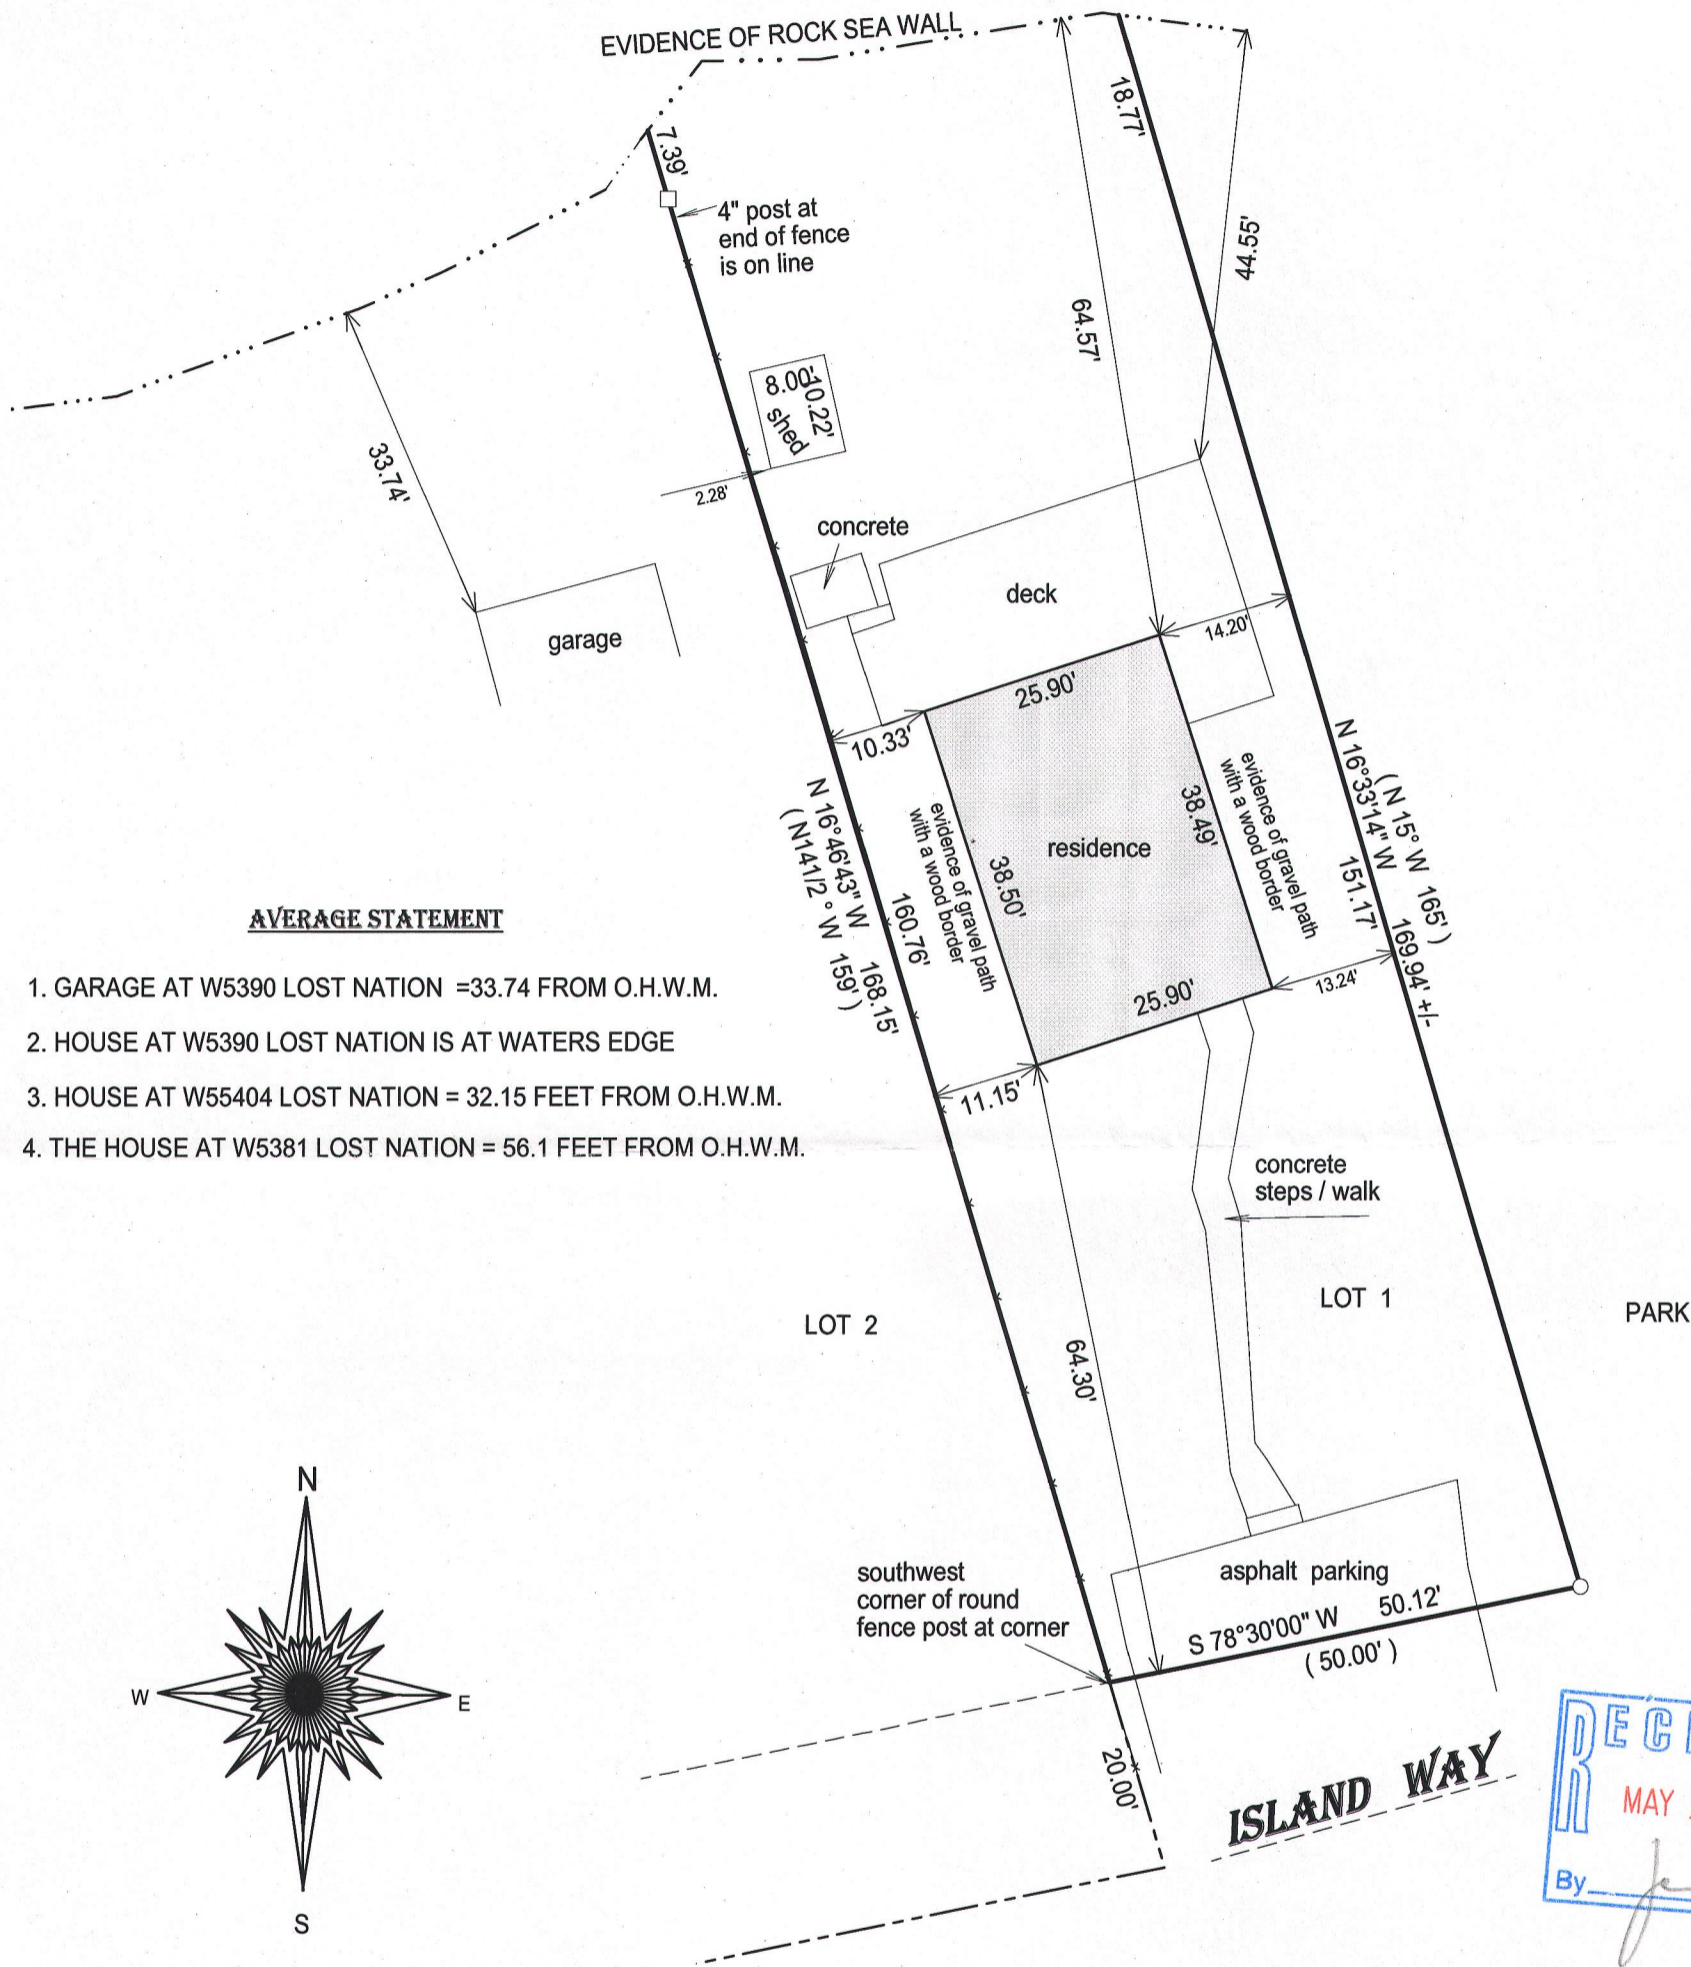 EVIDENCE OF ROCK SEA WALL
18.77'
7.39'
4" post at
end of fence
is on line
44.55'
64.57'
8.00'
10.22'
shed
33.74'
2.28'
concrete
deck
garage
14.20'
25.90'
10.33'
N 16°46'43" W 168.15'
( N141/2 ° W 159' )
160.76'
evidence of gravel path
with a wood border
38.50'
residence
38.49'
evidence of gravel path
with a wood border
( N 15° W 165' )
N 16°33'14" W 169.94' +/-
151.17'
AVERAGE STATEMENT
1. GARAGE AT W5390 LOST NATION =33.74 FROM O.H.W.M.
2. HOUSE AT W5390 LOST NATION IS AT WATERS EDGE
3. HOUSE AT W55404 LOST NATION = 32.15 FEET FROM O.H.W.M.
4. THE HOUSE AT W5381 LOST NATION = 56.1 FEET FROM O.H.W.M.
25.90'
13.24'
11.15'
concrete
steps / walk
LOT 1
LOT 2
PARK
64.30'
N
W
E
S
southwest
corner of round
fence post at corner
asphalt parking
S 78°30'00" W 50.12'
( 50.00' )
20.00'
ISLAND WAY
REC
MAY
By